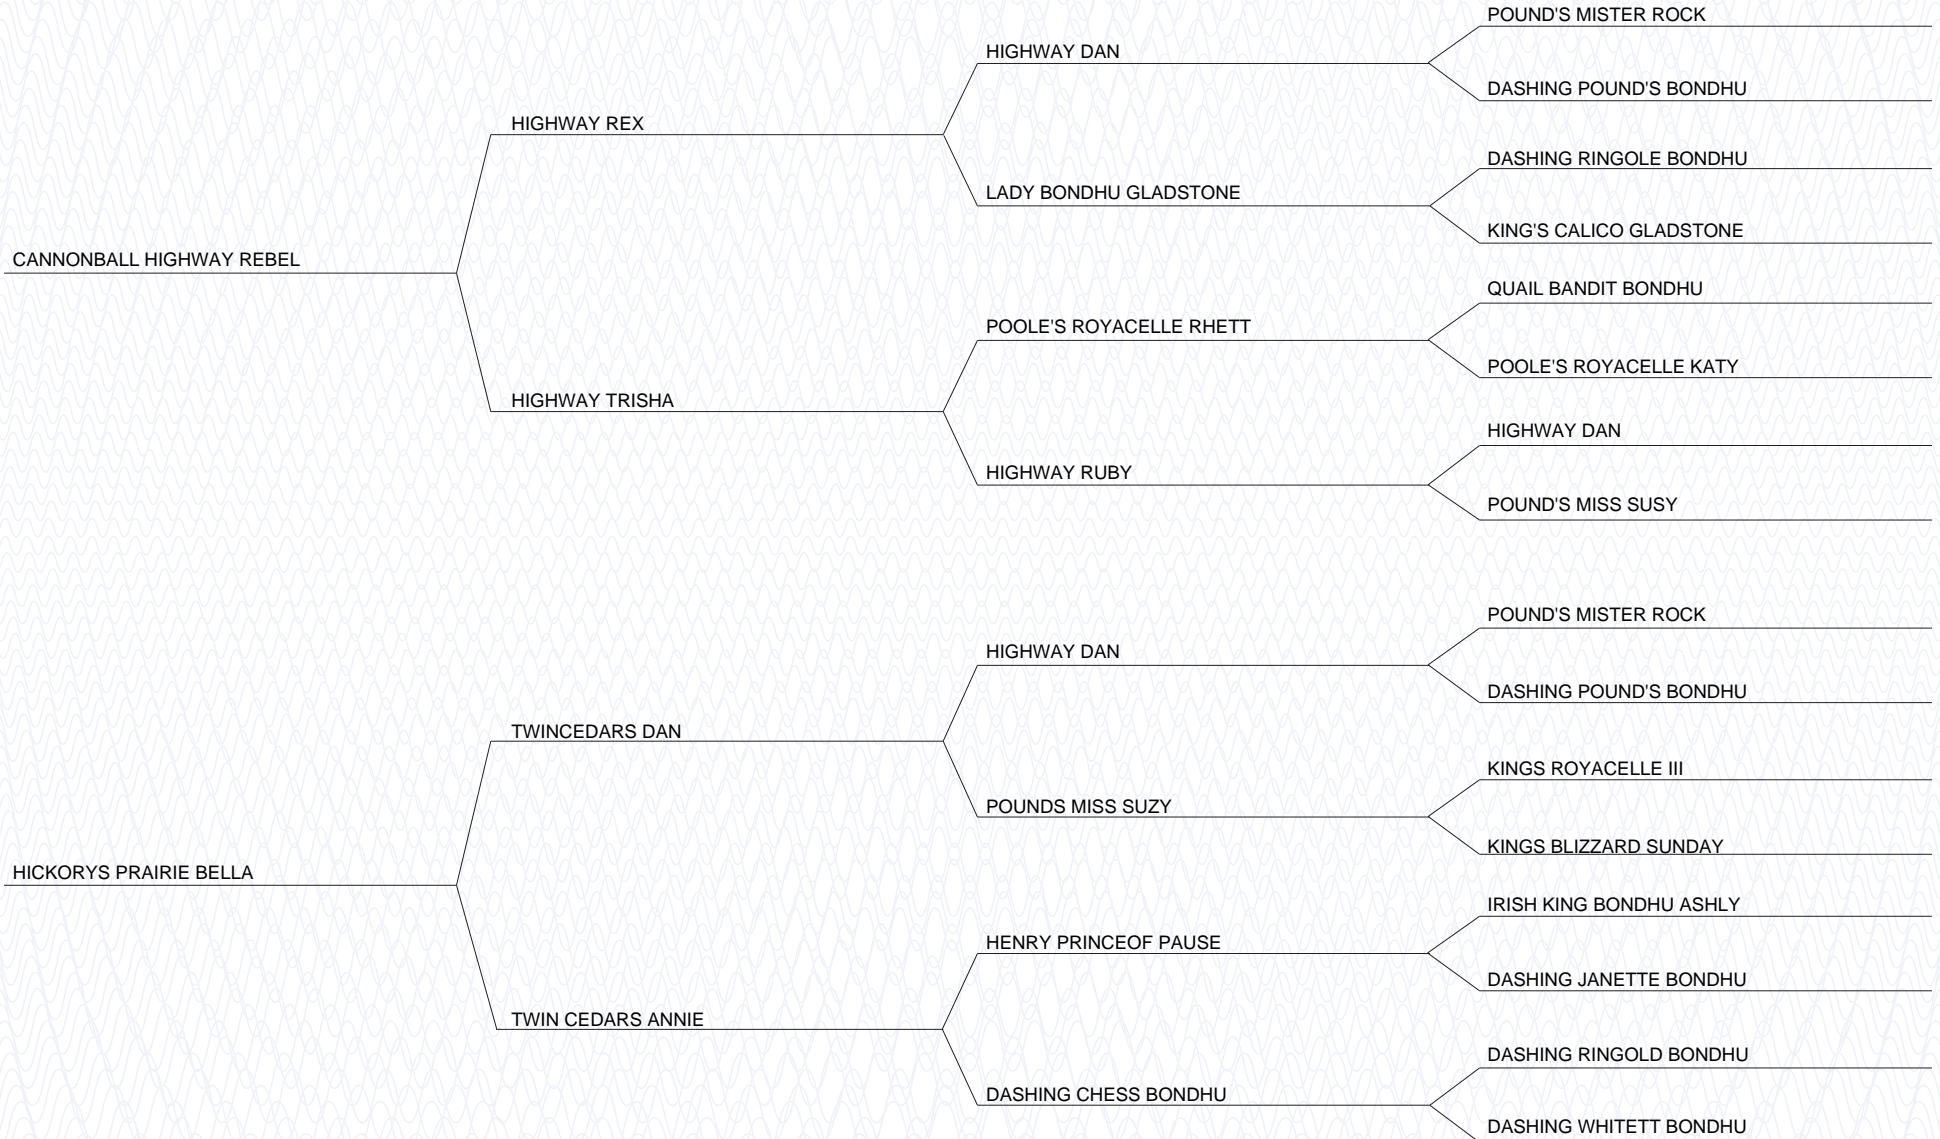 POUND'S MISTER ROCK
HIGHWAY DAN
DASHING POUND'S BONDHU
HIGHWAY REX
DASHING RINGOLE BONDHU
LADY BONDHU GLADSTONE
KING'S CALICO GLADSTONE
CANNONBALL HIGHWAY REBEL
QUAIL BANDIT BONDHU
POOLE'S ROYACELLE RHETT
POOLE'S ROYACELLE KATY
HIGHWAY TRISHA
HIGHWAY DAN
HIGHWAY RUBY
POUND'S MISS SUSY
POUND'S MISTER ROCK
HIGHWAY DAN
DASHING POUND'S BONDHU
TWINCEDARS DAN
KINGS ROYACELLE III
POUNDS MISS SUZY
KINGS BLIZZARD SUNDAY
HICKORYS PRAIRIE BELLA
IRISH KING BONDHU ASHLY
HENRY PRINCEOF PAUSE
DASHING JANETTE BONDHU
TWIN CEDARS ANNIE
DASHING RINGOLD BONDHU
DASHING CHESS BONDHU
DASHING WHITETT BONDHU